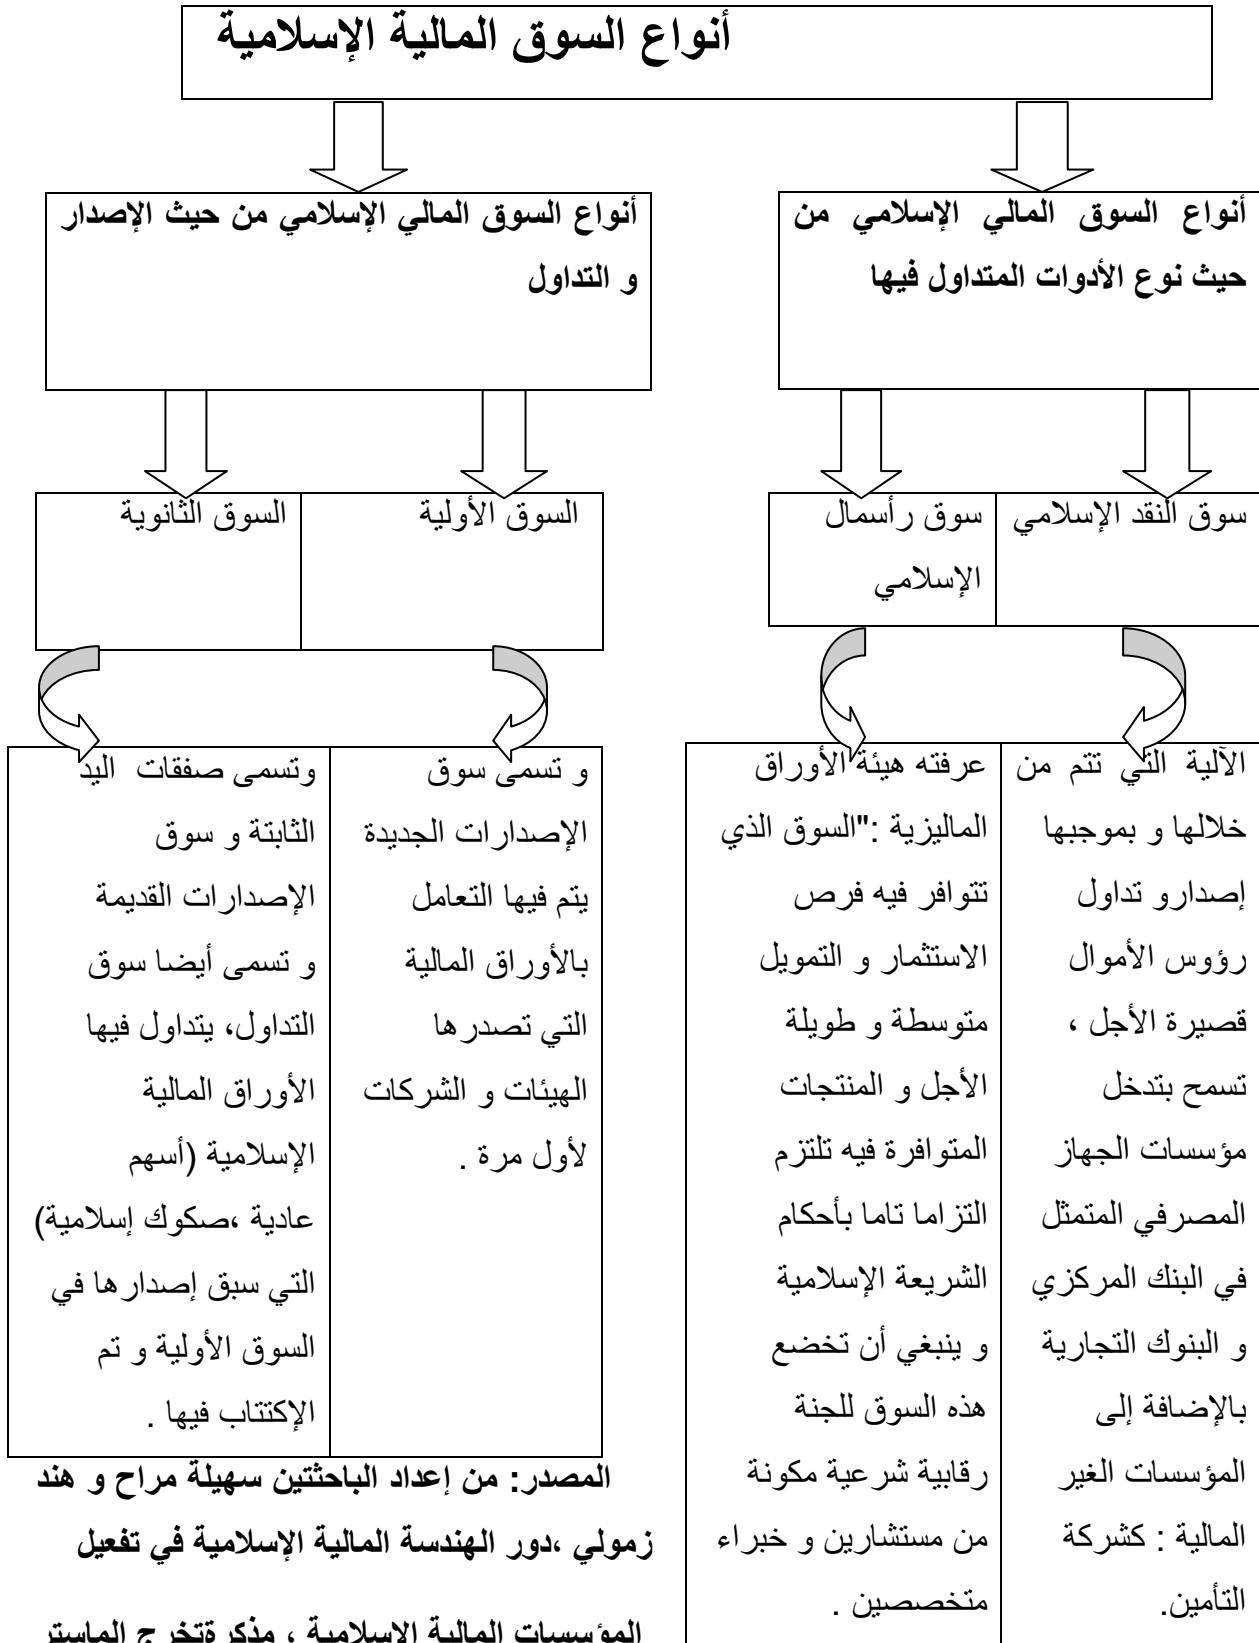 أنواع السوق المالية الإسلامية
أنواع السوق المالي الإسلامي من
حيث نوع الأدوات المتداول فيها
أنواع السوق المالي الإسلامي من حيث الإصدار
و التداول
سوق النقد الإسلامي
سوق رأسمال
الإسلامي
السوق الأولية
السوق الثانوية
الآلية التي تتم من
خلالها و بموجبها
إصدارو تداول
رؤوس الأموال
قصيرة الأجل ،
تسمح بتدخل
مؤسسات الجهاز
المصرفي المتمثل
في البنك المركزي
و البنوك التجارية
بالإضافة إلى
المؤسسات الغير
المالية : كشركة
التأمين.
عرفته هيئة الأوراق
الماليزية :"السوق الذي
تتوافر فيه فرص
الاستثمار و التمويل
متوسطة و طويلة
الأجل و المنتجات
المتوافرة فيه تلتزم
التزاما تاما بأحكام
الشريعة الإسلامية
و ينبغي أن تخضع
هذه السوق للجنة
رقابية شرعية مكونة
من مستشارين و خبراء
متخصصين .
و تسمى سوق
الإصدارات الجديدة
يتم فيها التعامل
بالأوراق المالية
التي تصدرها
الهيئات و الشركات
لأول مرة .
وتسمى صفقات اليد
الثابتة و سوق
الإصدارات القديمة
و تسمى أيضا سوق
التداول، يتداول فيها
الأوراق المالية
الإسلامية (أسهم
عادية ،صكوك إسلامية)
التي سبق إصدارها في
السوق الأولية و تم
الإكتتاب فيها .
المصدر: من إعداد الباحثتين سهيلة مراح و هند
زمولي ،دور الهندسة المالية الإسلامية في تفعيل
المؤسسات المالية الاسلامية ، مذكرةتخرج الماستر